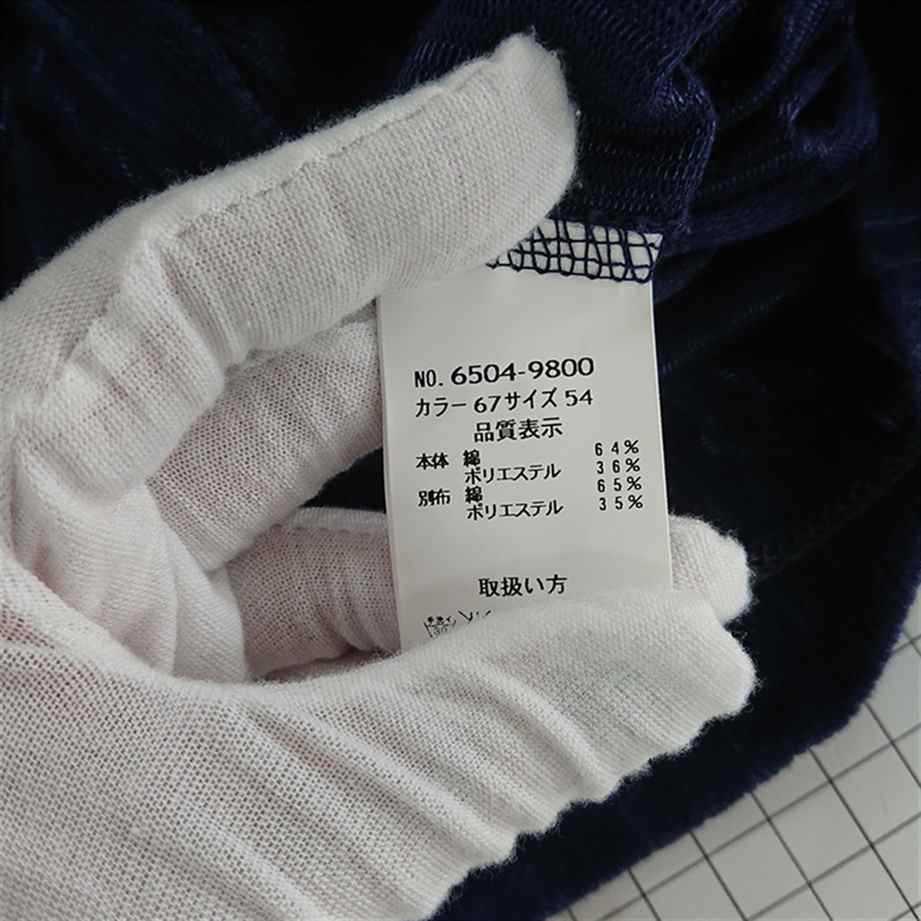 NO. 6504-9800
カラー 67サイズ 54
品質表示
本体 綿 64%
ポリエステル 36%
別布 綿 65%
ポリエステル 35%
取扱い方